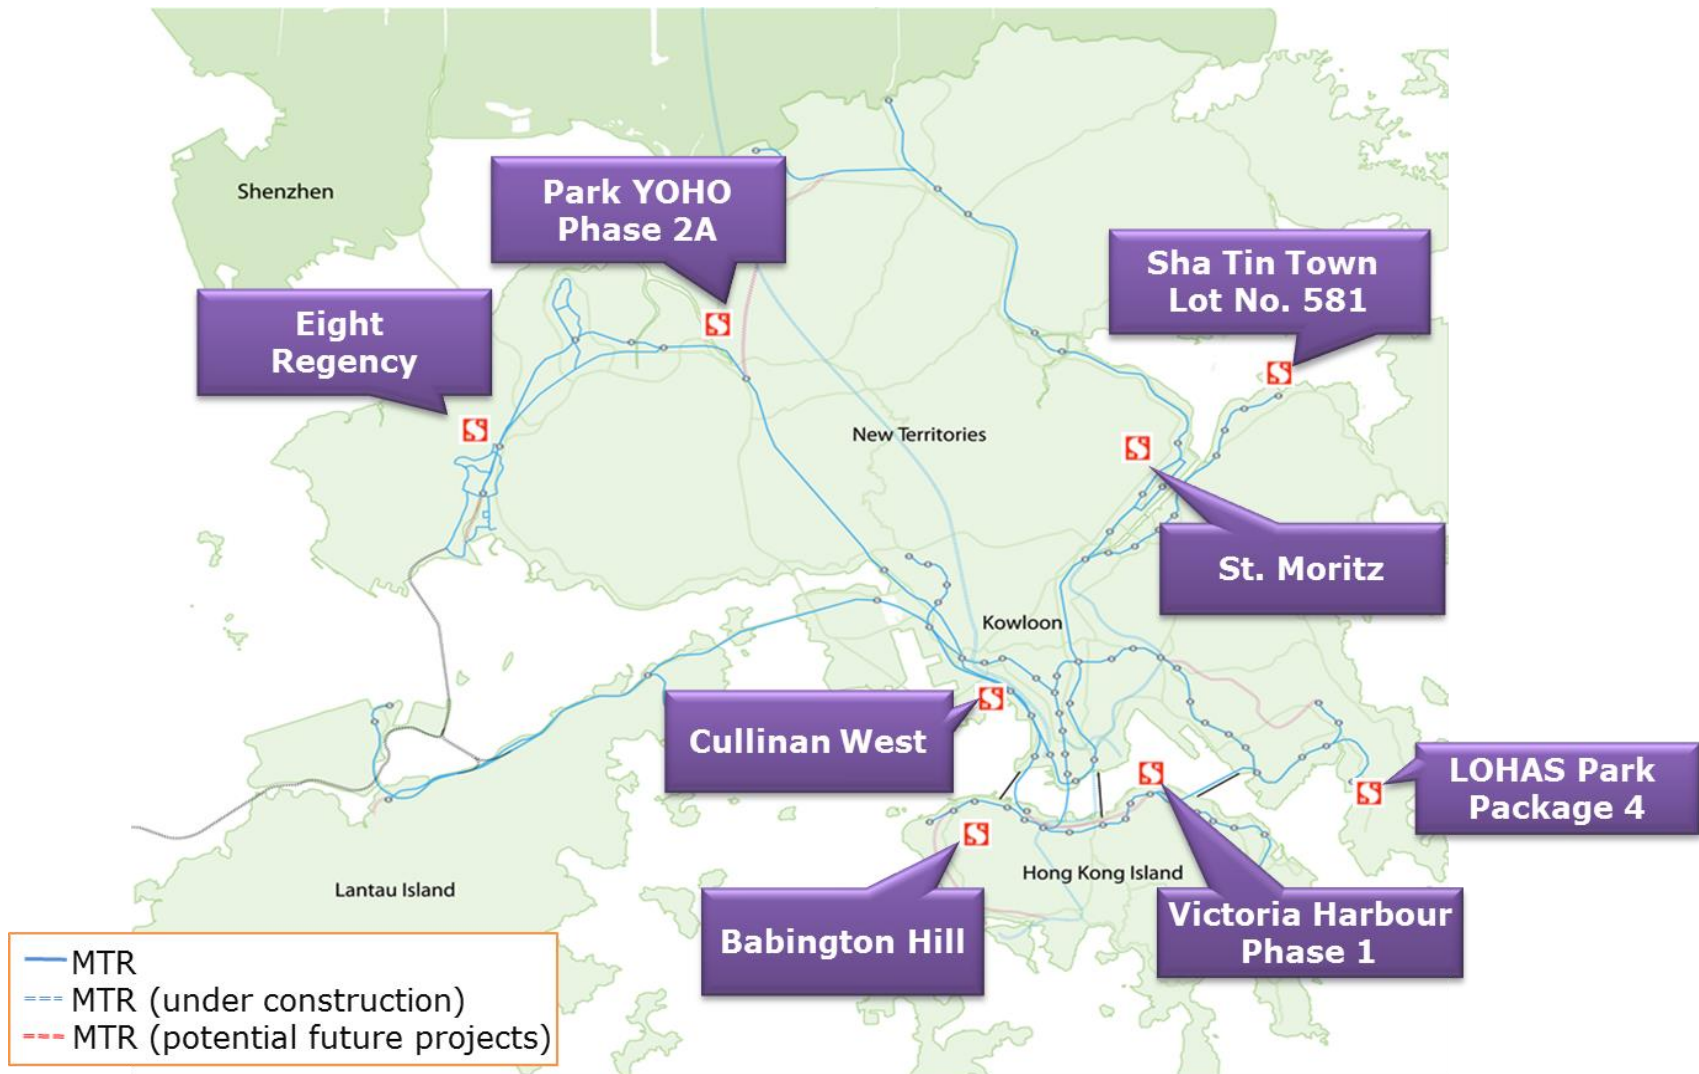 Shenzhen
Park YOHO
Phase 2A
Sha Tin Town
Lot No. 581
Eight
Regency
New Territories
St. Moritz
Kowloon
Cullinan West
LOHAS Park
Package 4
Hong Kong Island
Lantau Island
Babington Hill
Victoria Harbour
Phase 1
MTR
MTR (under construction)
MTR (potential future projects)